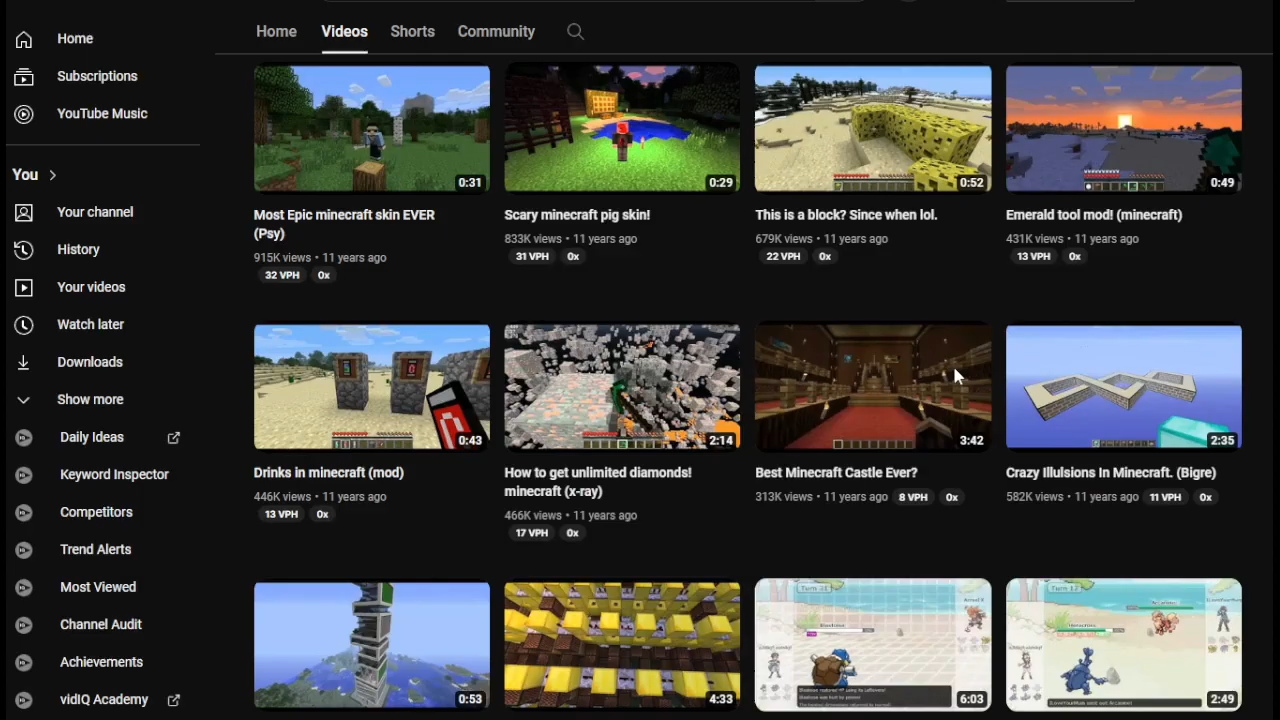 Home
Subscriptions
YouTube Music
You
Your channel
History
Your videos
Watch later
Downloads
Show more
Daily Ideas
Keyword Inspector
Competitors
Trend Alerts
Most Viewed
Channel Audit
Achievements
vidIQ Academy
Home Videos Shorts Community
0:31
Most Epic minecraft skin EVER
(Psy)
915K views • 11 years ago
32 VPH 0x
0:29
Scary minecraft pig skin!
833K views • 11 years ago
31 VPH 0x
0:52
This is a block? Since when lol.
679K views • 11 years ago
22 VPH 0x
0:49
Emerald tool mod! (minecraft)
431K views • 11 years ago
13 VPH 0x
0:43
Drinks in minecraft (mod)
446K views • 11 years ago
13 VPH 0x
2:14
How to get unlimited diamonds!
minecraft (x-ray)
466K views • 11 years ago
17 VPH 0x
3:42
Best Minecraft Castle Ever?
313K views • 11 years ago 8 VPH 0x
2:35
Crazy Illulsions In Minecraft. (Bigre)
582K views • 11 years ago 11 VPH 0x
0:53
4:33
Turn 21
6:03
Turn 12
2:49